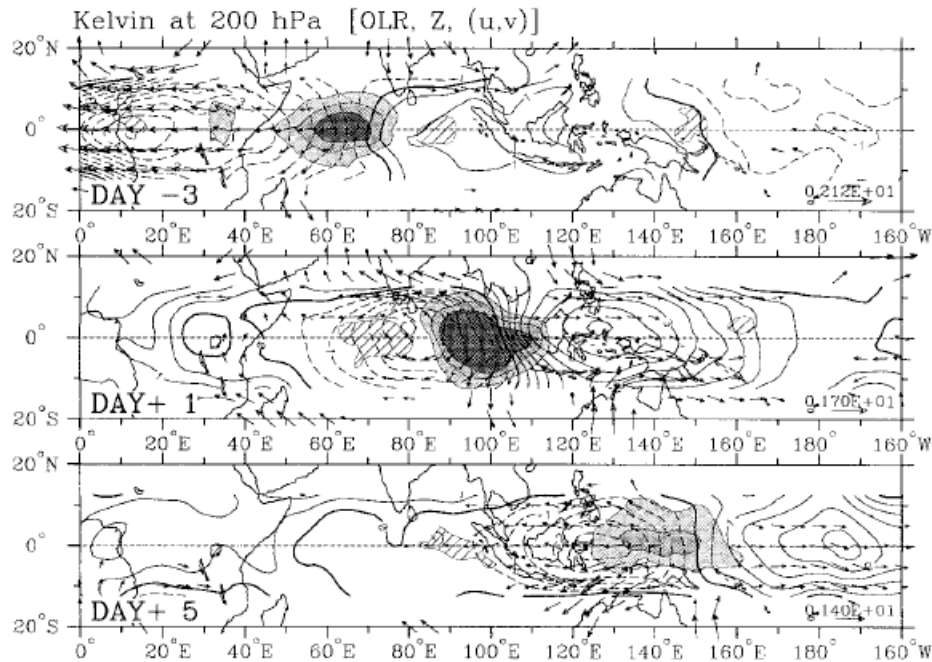 Kelvin at 200 hPa [OLR, Z, (u,v)]
20°N
0°
DAY -3
0.212E+01
20°S
0° 20°E 40°E 60°E 80°E 100°E 120°E 140°E 160°E 180° 160°W
20°N
0°
DAY+ 1
0.170E+01
20°S
0° 20°E 40°E 60°E 80°E 100°E 120°E 140°E 160°E 180° 160°W
20°N
0°
DAY+ 5
0.140E+01
20°S
0° 20°E 40°E 60°E 80°E 100°E 120°E 140°E 160°E 180° 160°W